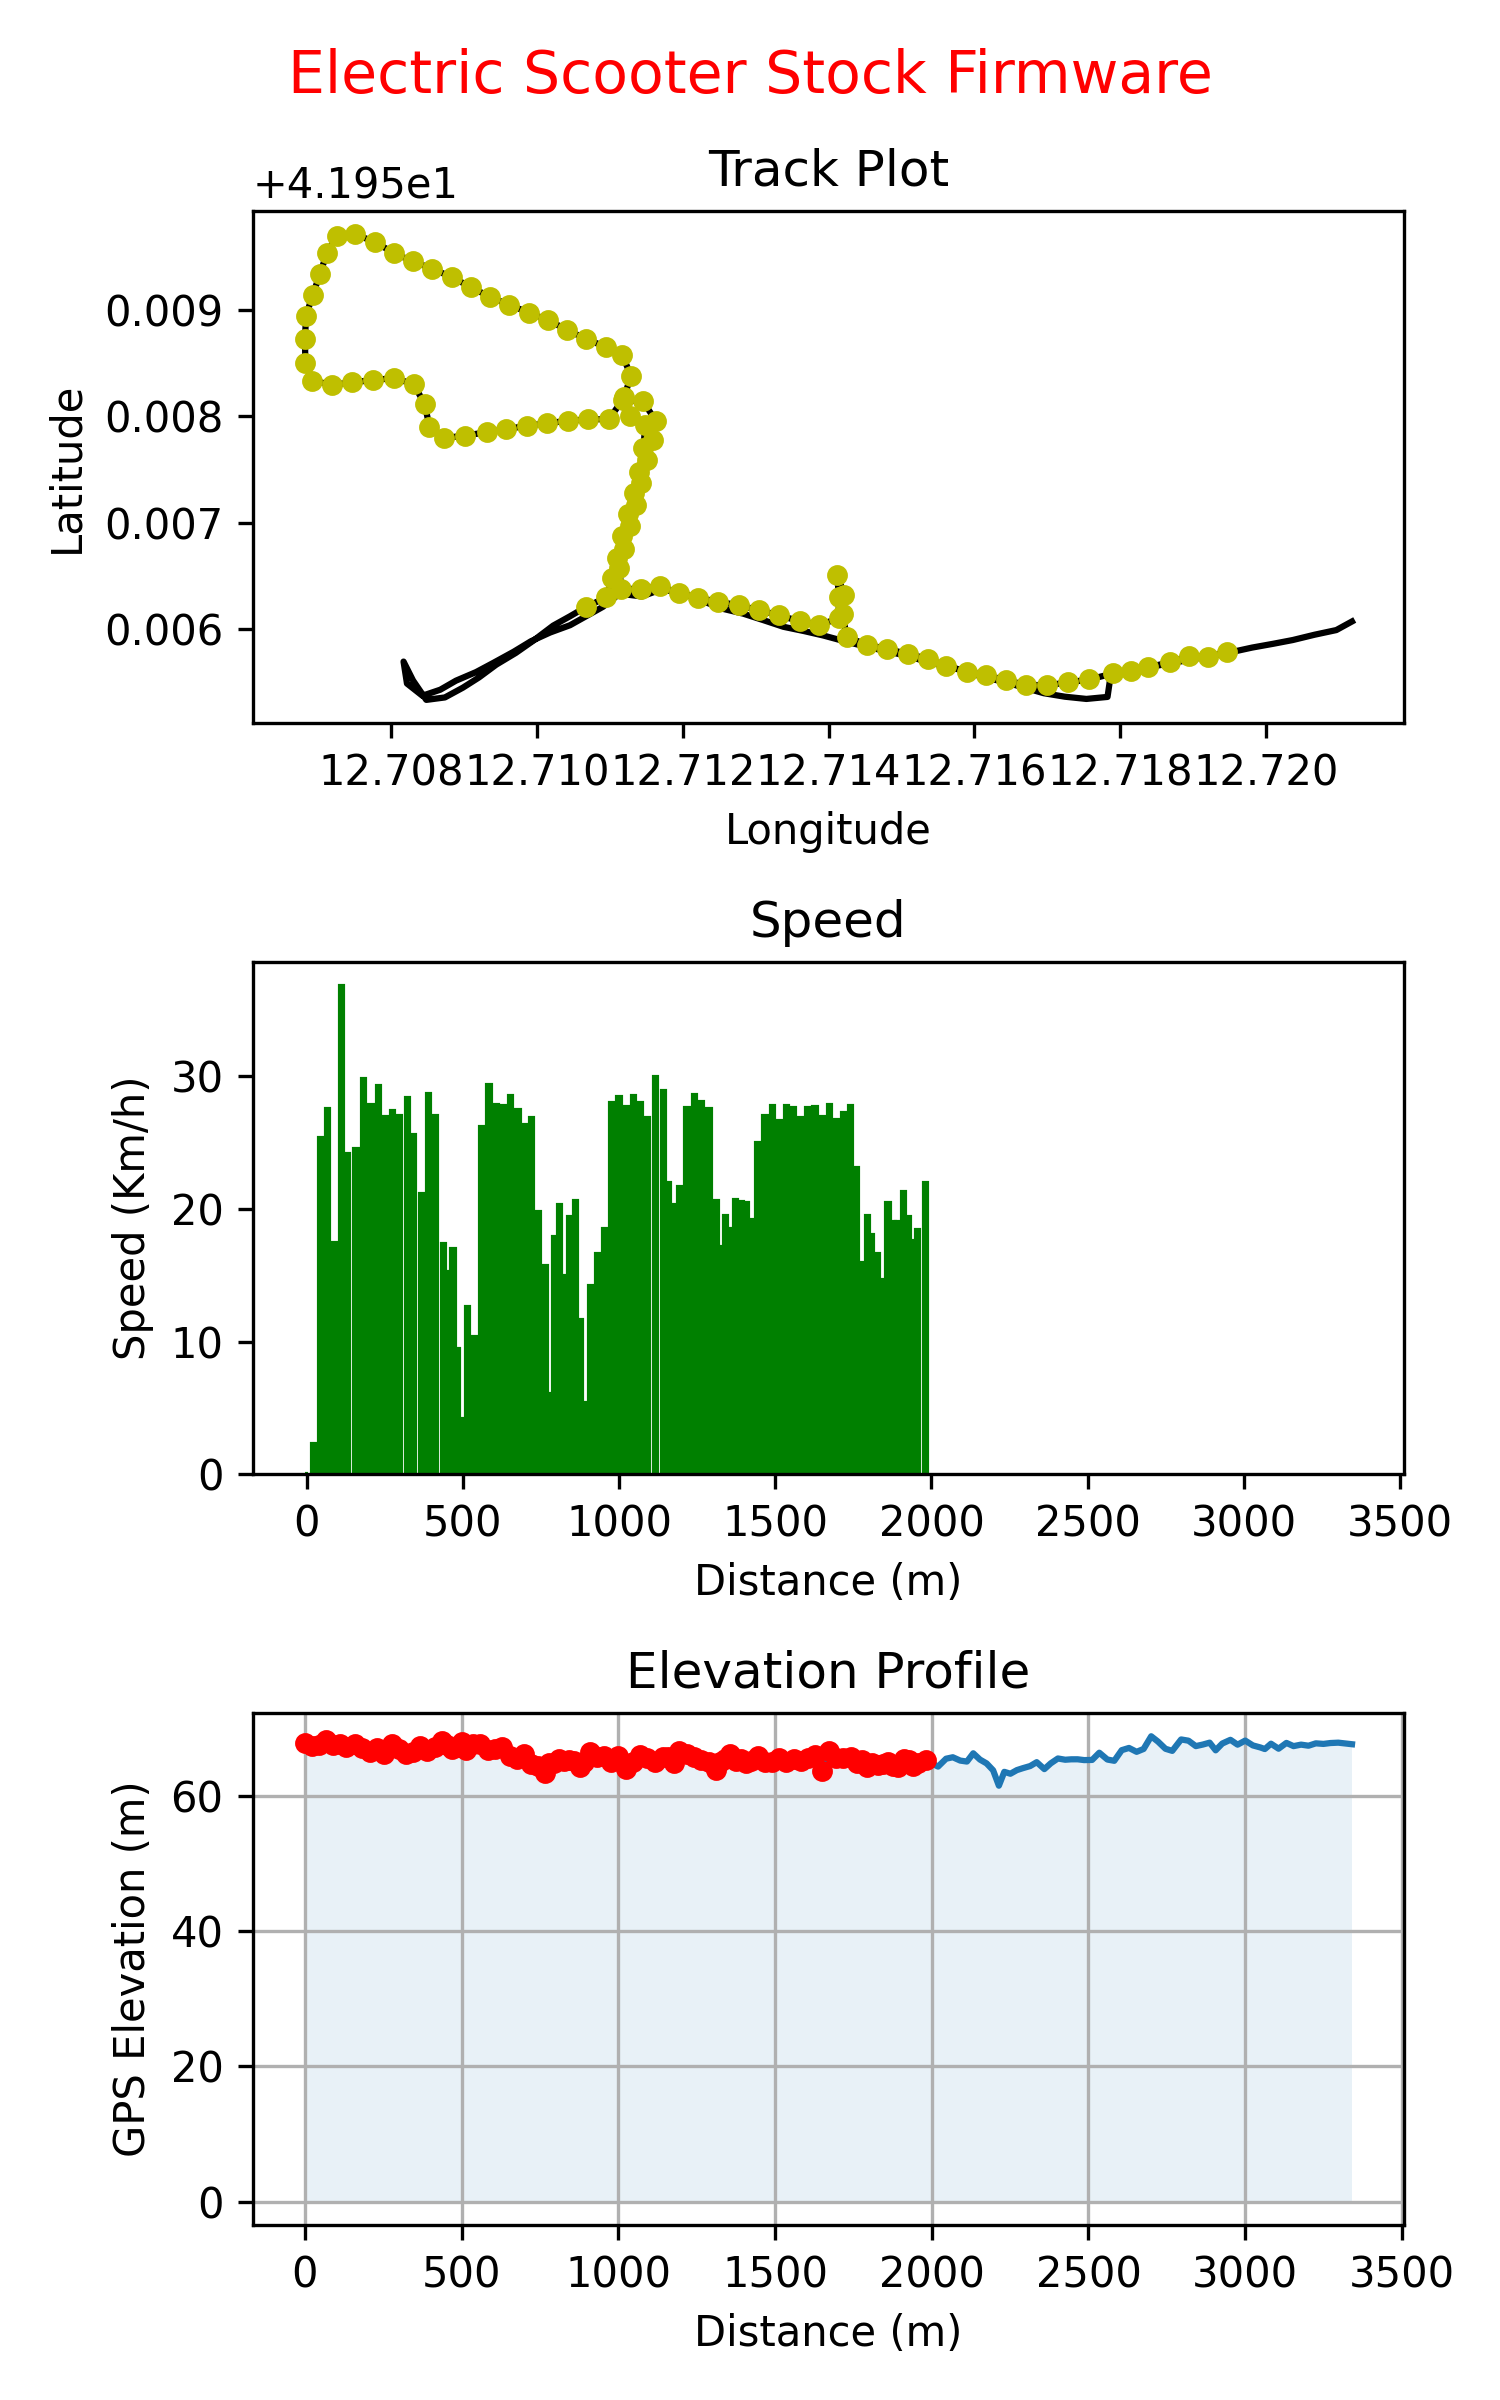 Electric Scooter Stock Firmware
Track Plot
+4.195e1
0.009
0.008
0.007
0.006
Latitude
12.708 12.710 12.712 12.714 12.716 12.718 12.720
Longitude
Speed
30
20
10
0
Speed (Km/h)
0 500 1000 1500 2000 2500 3000 3500
Distance (m)
Elevation Profile
60
40
20
0
GPS Elevation (m)
0 500 1000 1500 2000 2500 3000 3500
Distance (m)